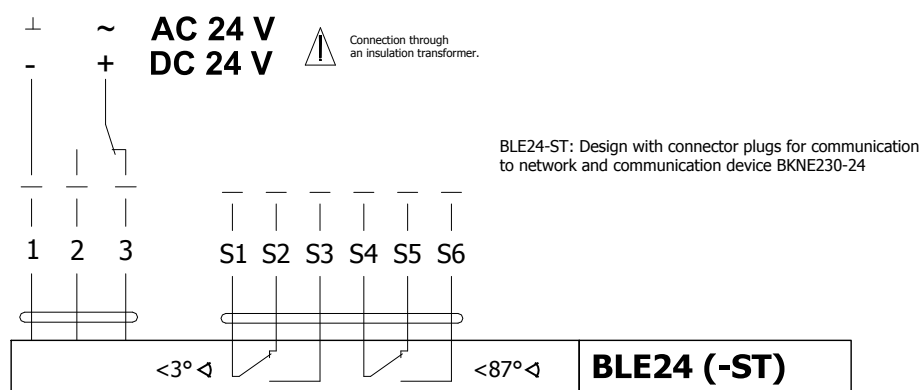 ⊥ ~ AC 24 V
- + DC 24 V
Connection through
an insulation transformer.
BLE24-ST: Design with connector plugs for communication
to network and communication device BKNE230-24
1 2 3 S1 S2 S3 S4 S5 S6
<3° <87° BLE24 (-ST)